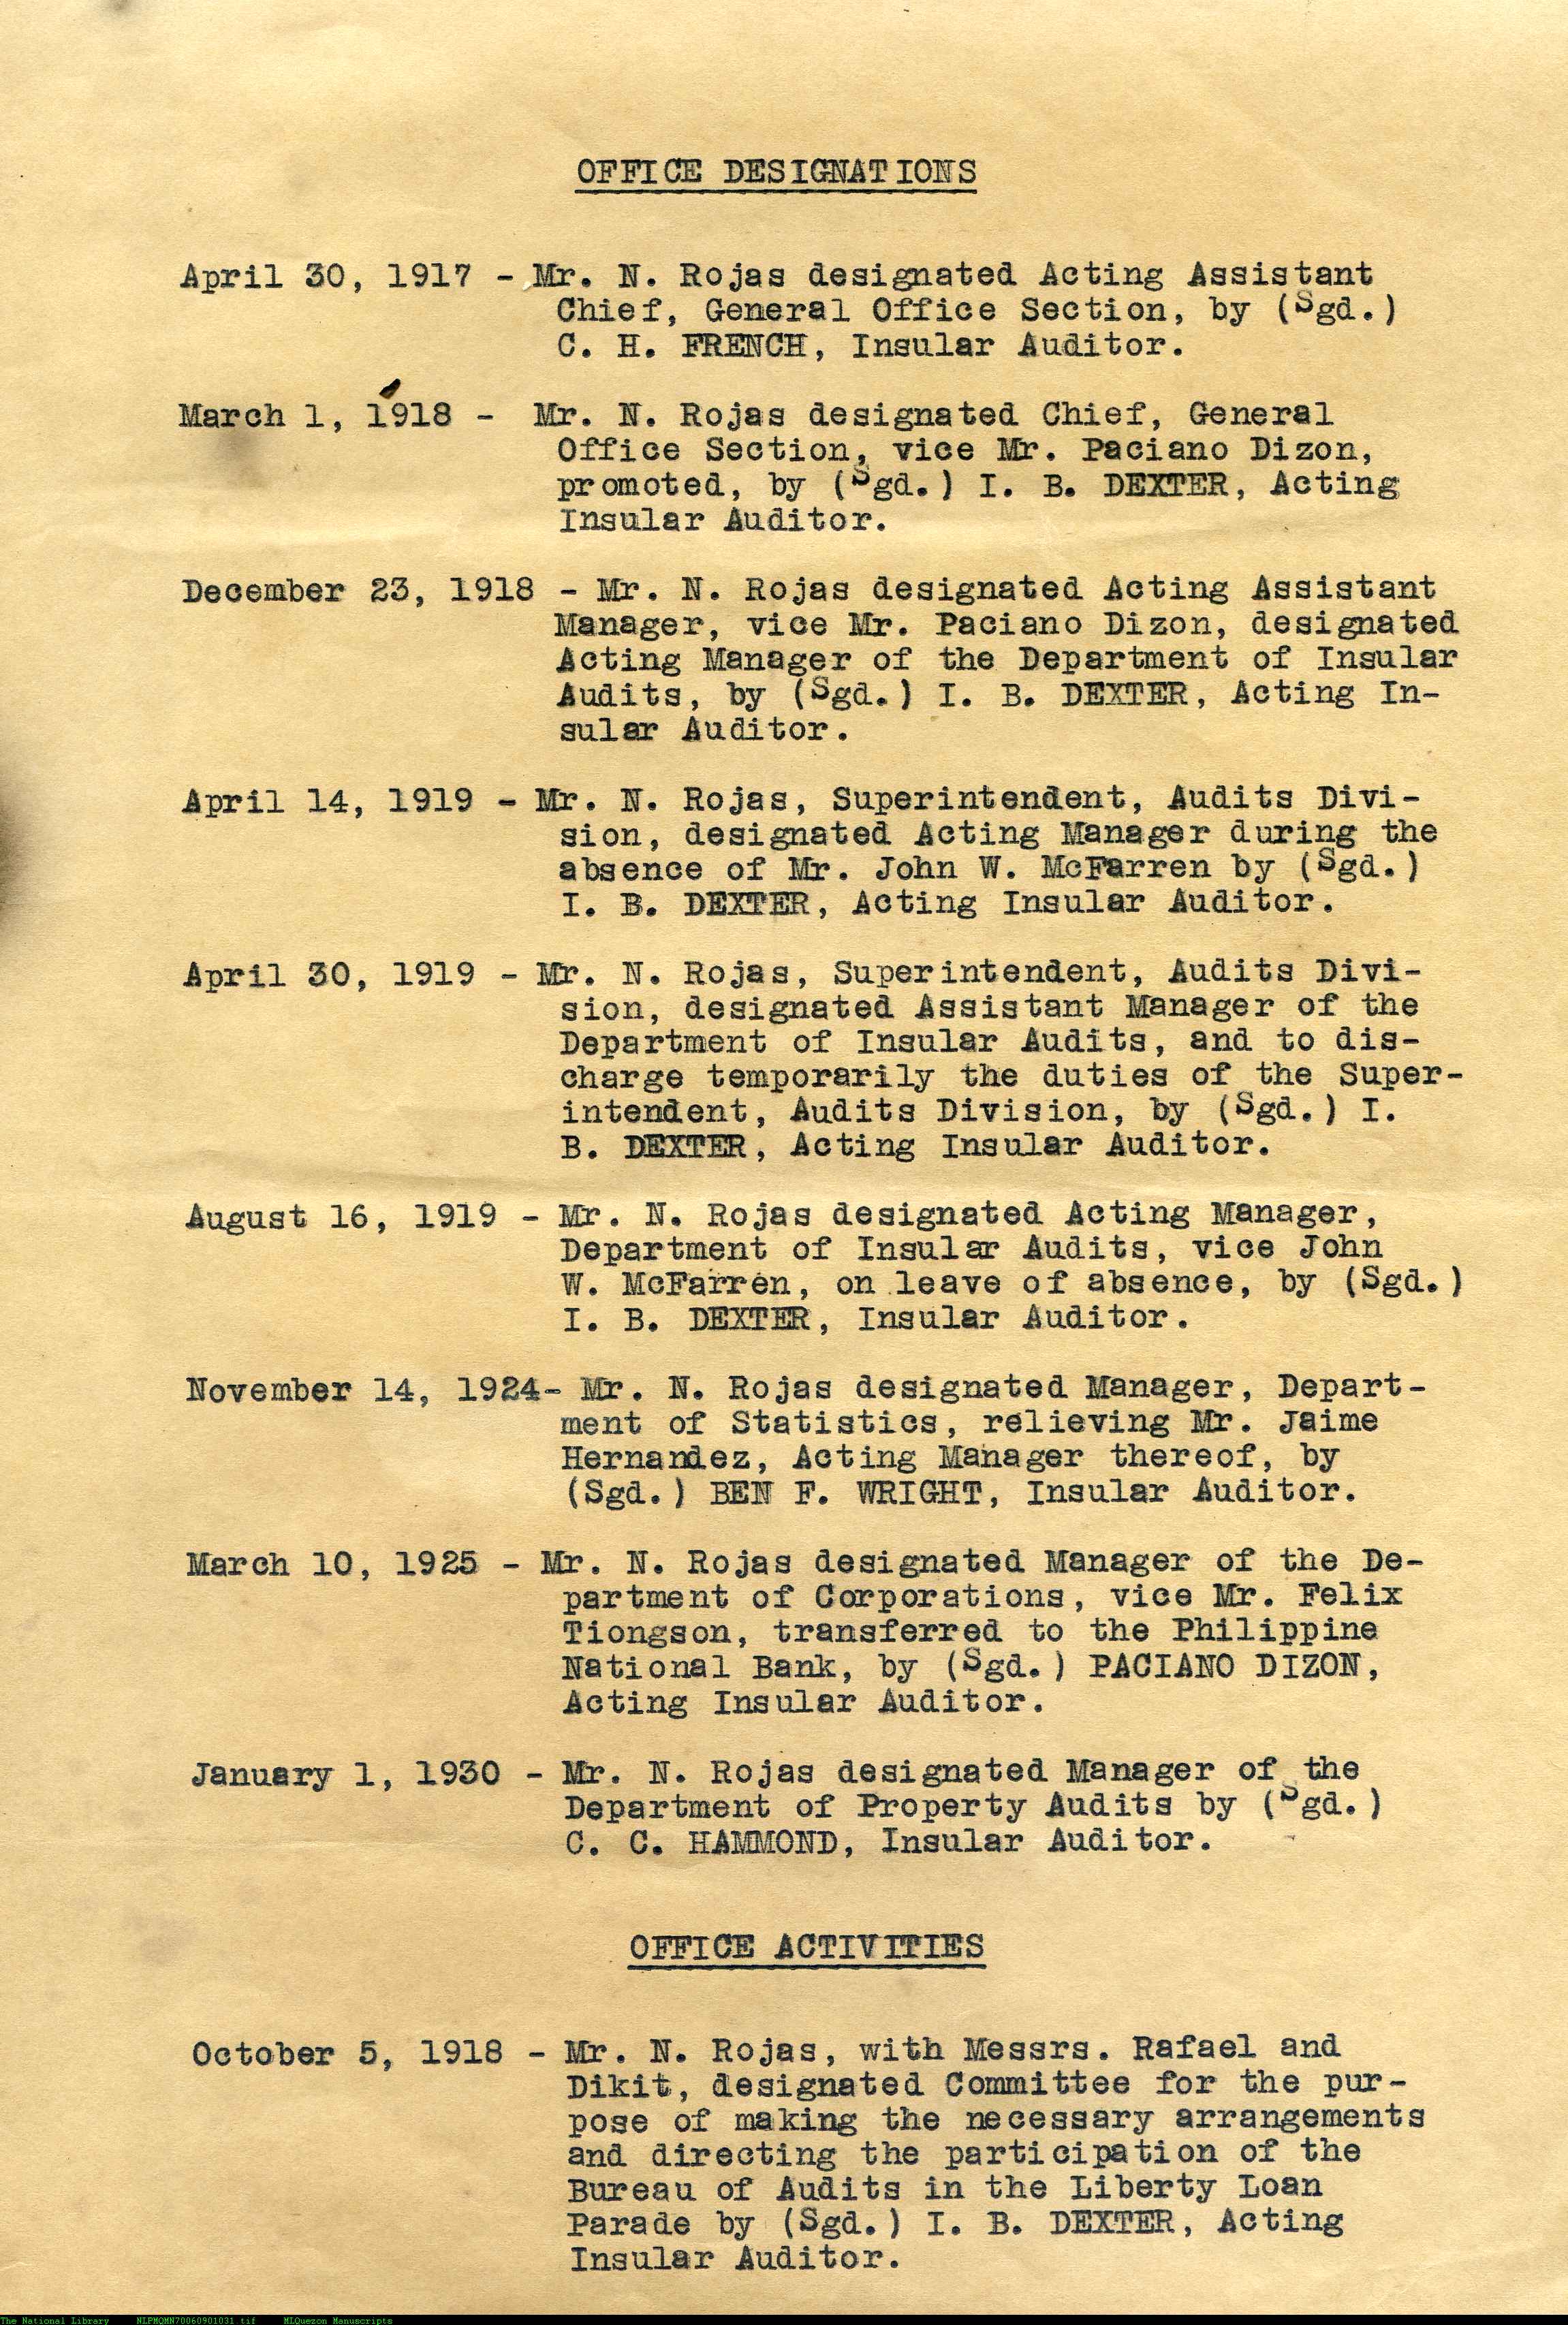 OFFICE DESIGNATIONS
April 30, 1917 - Mr. N. Rojas designated Acting Assistant
Chief, General Office Section, by (Sgd.)
C. H. FRENCH, Insular Auditor.
March 1, 1918 - Mr. N. Rojas designated Chief, General
Office Section, vice Mr. Paciano Dizon,
promoted, by (Sgd.) I. B. DEXTER, Acting
Insular Auditor.
December 23, 1918 - Mr. N. Rojas designated Acting Assistant
Manager, vice Mr. Paciano Dizon, designated
Acting Manager of the Department of Insular
Audits, by (Sgd.) I. B. DEXTER, Acting In-
sular Auditor.
April 14, 1919 - Mr. N. Rojas, Superintendent, Audits Divi-
sion, designated Acting Manager during the
absence of Mr. John W. McFarren by (Sgd.)
I. B. DEXTER, Acting Insular Auditor.
April 30, 1919 - Mr. N. Rojas, Superintendent, Audits Divi-
sion, designated Assistant Manager of the
Department of Insular Audits, and to dis-
charge temporarily the duties of the Super-
intendent, Audits Division, by (Sgd.) I.
B. DEXTER, Acting Insular Auditor.
August 16, 1919 - Mr. N. Rojas designated Acting Manager,
Department of Insular Audits, vice John
W. McFarren, on leave of absence, by (Sgd.)
I. B. DEXTER, Insular Auditor.
November 14, 1924- Mr. N. Rojas designated Manager, Depart-
ment of Statistics, relieving Mr. Jaime
Hernandez, Acting Manager thereof, by
(Sgd.) BEN F. WRIGHT, Insular Auditor.
March 10, 1925 - Mr. N. Rojas designated Manager of the De-
partment of Corporations, vice Mr. Felix
Tiongson, transferred to the Philippine
National Bank, by (Sgd.) PACIANO DIZON,
Acting Insular Auditor.
January 1, 1930 - Mr. N. Rojas designated Manager of the
Department of Property Audits by (Sgd.)
C. C. HAMMOND, Insular Auditor.
OFFICE ACTIVITIES
October 5, 1918 - Mr. N. Rojas, with Messrs. Rafael and
Dikit, designated Committee for the pur-
pose of making the necessary arrangements
and directing the participation of the
Bureau of Audits in the Liberty Loan
Parade by (Sgd.) I. B. DEXTER, Acting
Insular Auditor.
The National Library NLPMQMN70060901031.tif MLQuezon Manuscripts